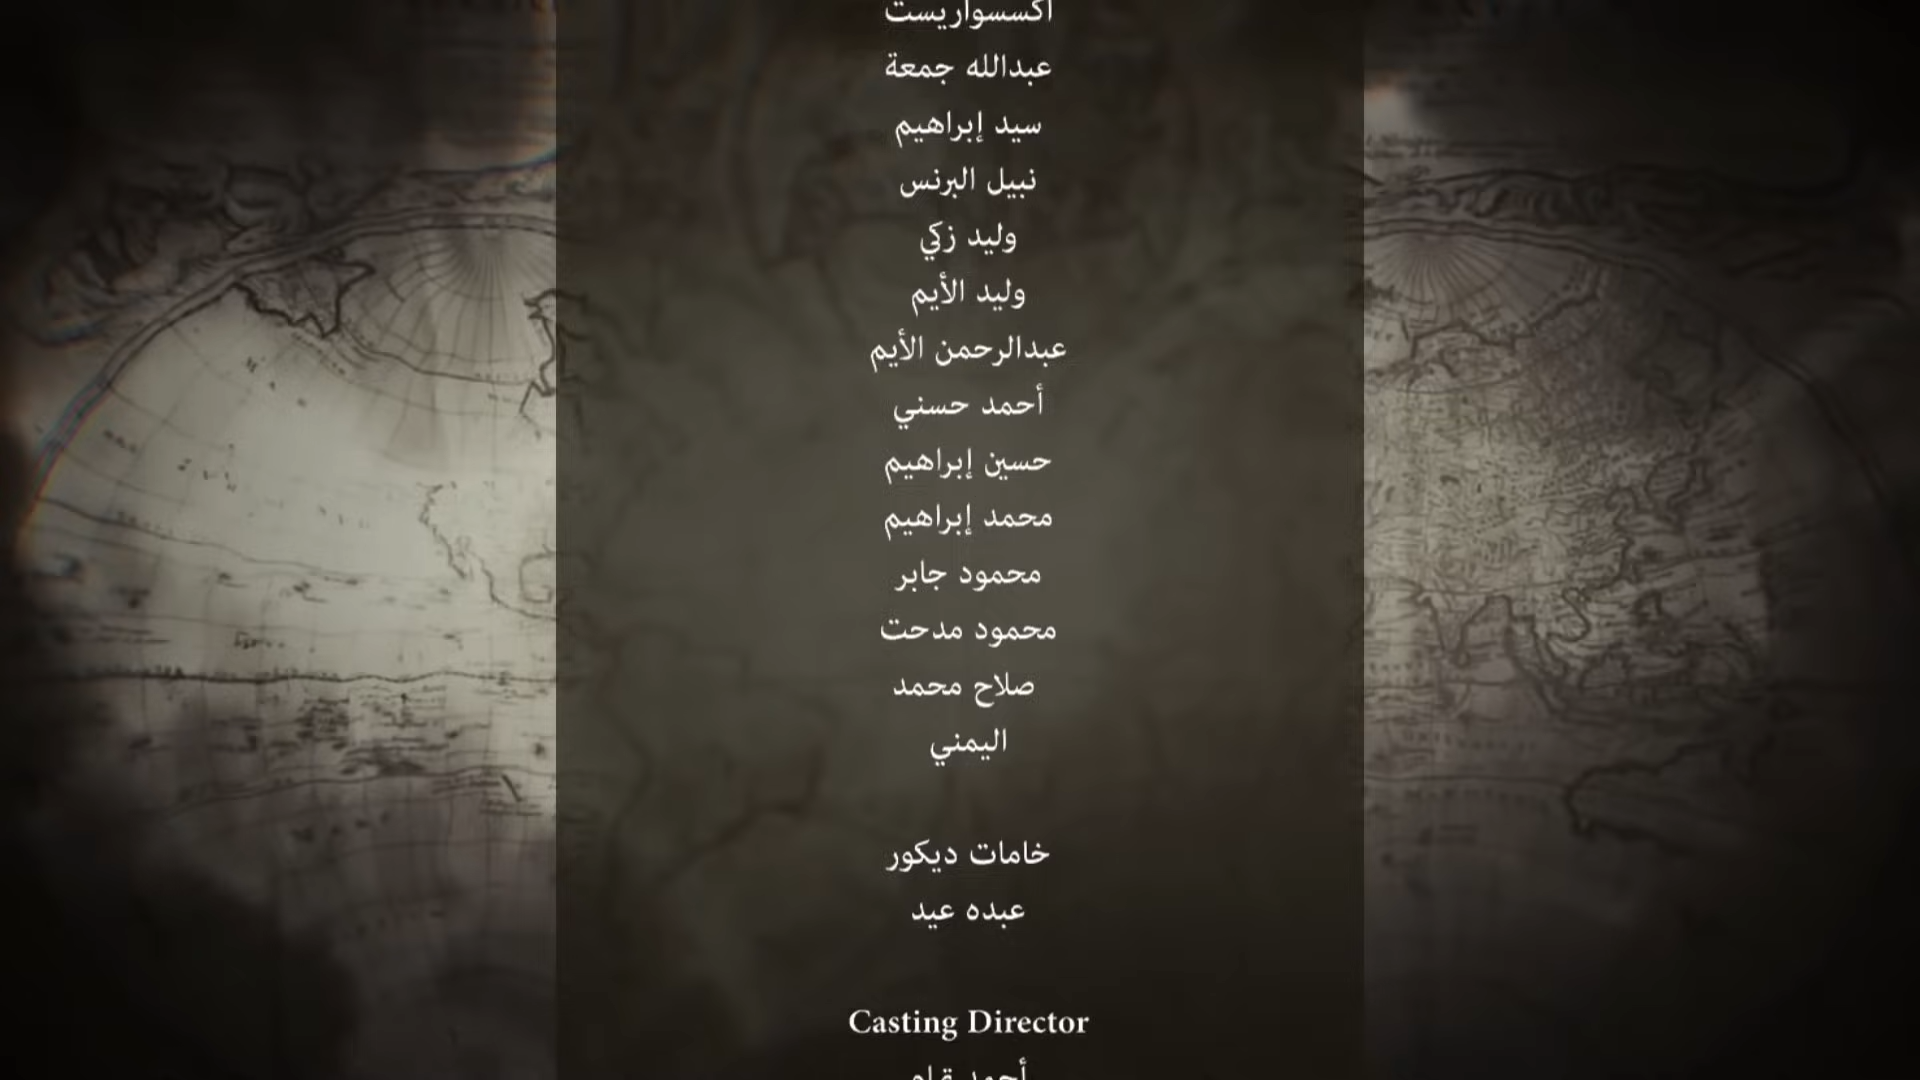 اكسسواريست
عبدالله جمعة
سيد إبراهيم
نبيل البرنس
وليد زكي
وليد الأيم
عبدالرحمن الأيم
أحمد حسني
حسين إبراهيم
محمد إبراهيم
محمود جابر
محمود مدحت
صلاح محمد
اليمني
خامات ديكور
عبده عيد
Casting Director
أحمد